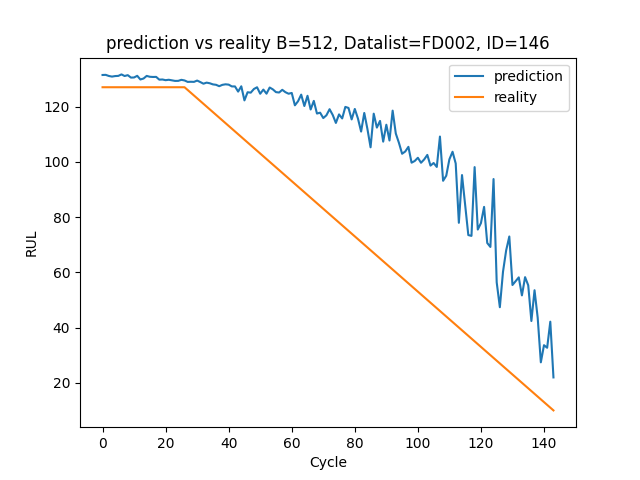 prediction vs reality B=512, Datalist=FD002, ID=146
prediction
reality
RUL
120
100
80
60
40
20
0 20 40 60 80 100 120 140
Cycle